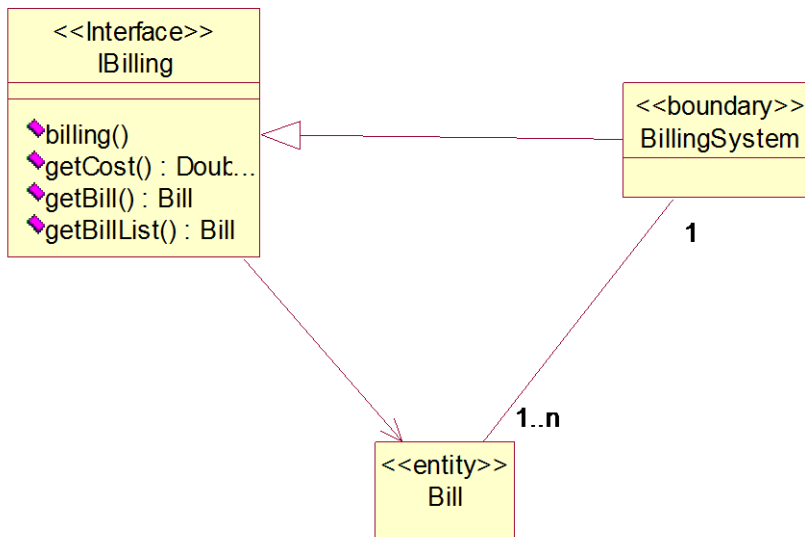 <<Interface>>
IBilling
billing()
getCost() : Doub...
getBill() : Bill
getBillList() : Bill
<<boundary>>
BillingSystem
1
1..n
<<entity>>
Bill